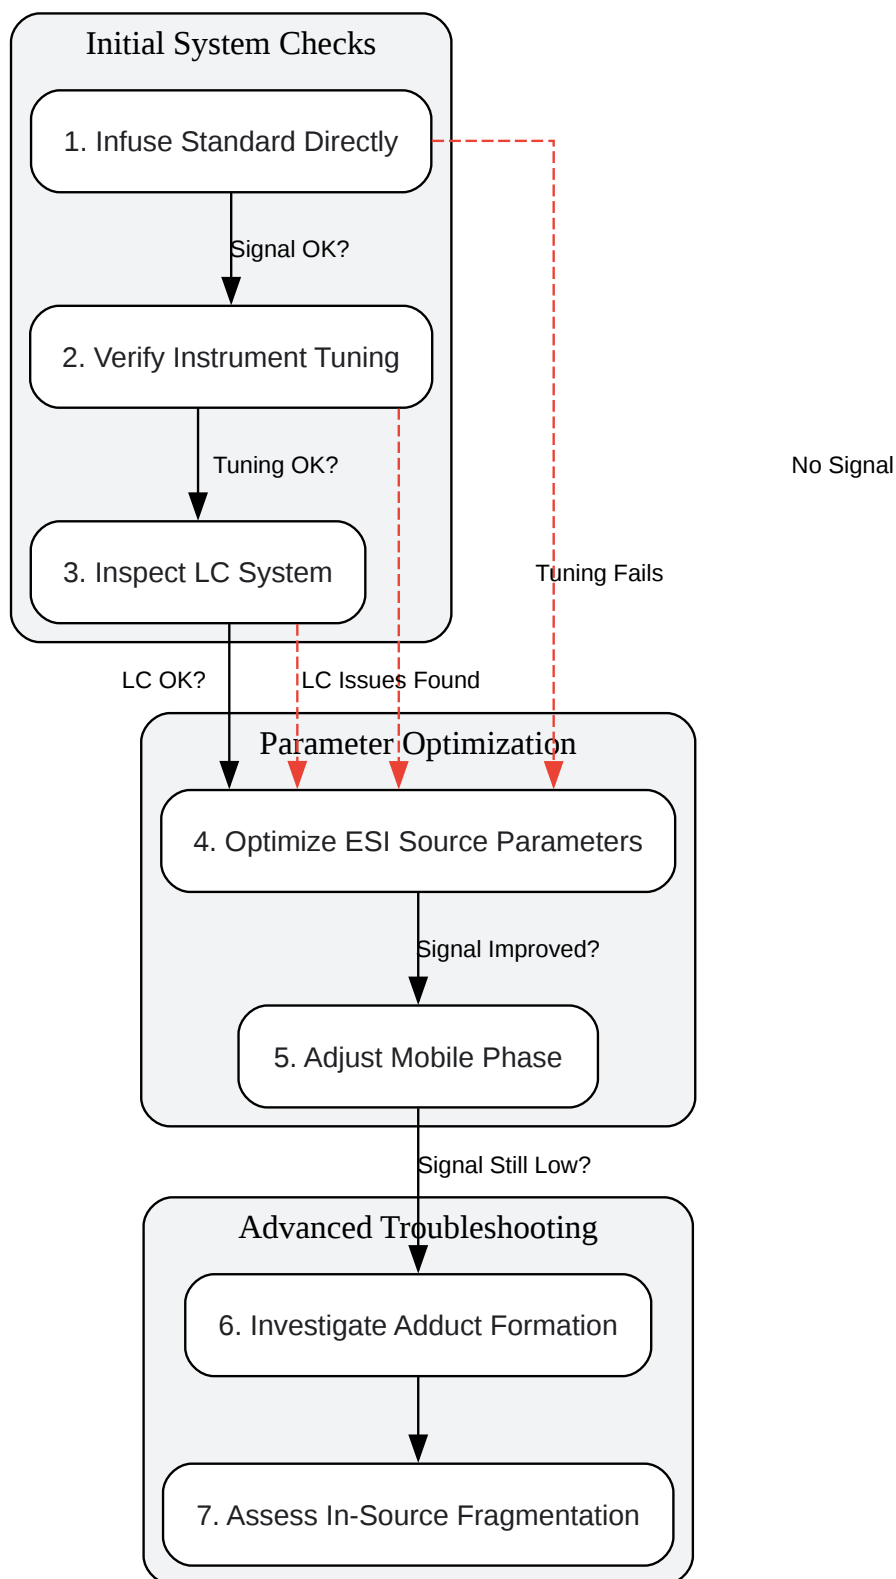 Initial System Checks
1. Infuse Standard Directly
Signal OK?
2. Verify Instrument Tuning
Tuning OK?
No Signal
3. Inspect LC System
Tuning Fails
LC OK?
LC Issues Found
Parameter Optimization
4. Optimize ESI Source Parameters
Signal Improved?
5. Adjust Mobile Phase
Signal Still Low?
Advanced Troubleshooting
6. Investigate Adduct Formation
7. Assess In-Source Fragmentation